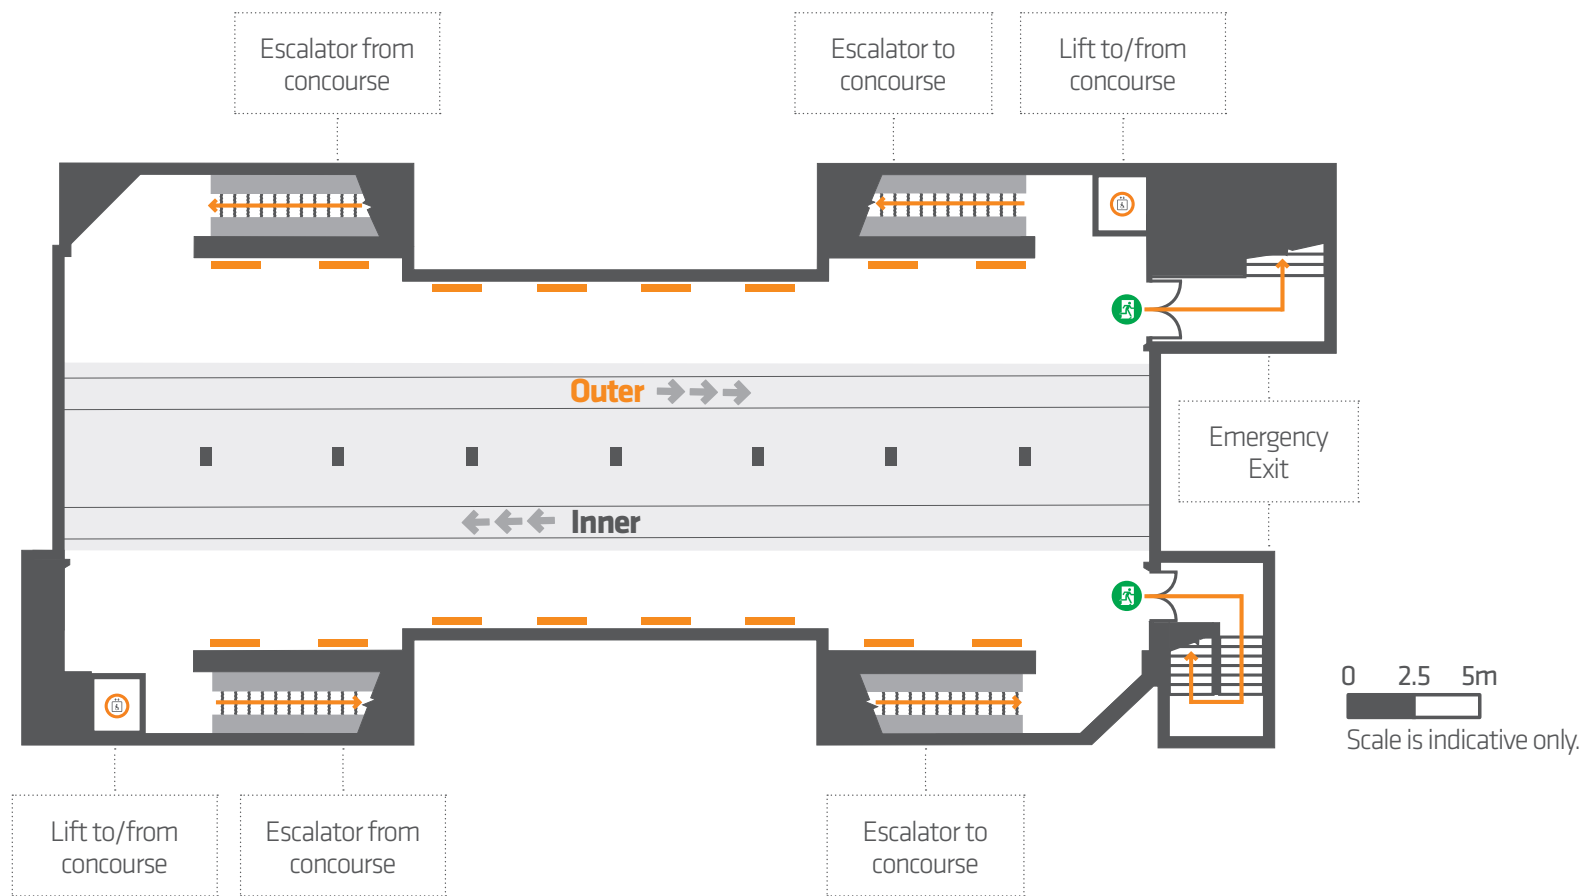 Escalator from
concourse
Escalator to
concourse
Lift to/from
concourse
Outer
Emergency
Exit
Inner
0 2.5 5m
Scale is indicative only.
Lift to/from
concourse
Escalator from
concourse
Escalator to
concourse